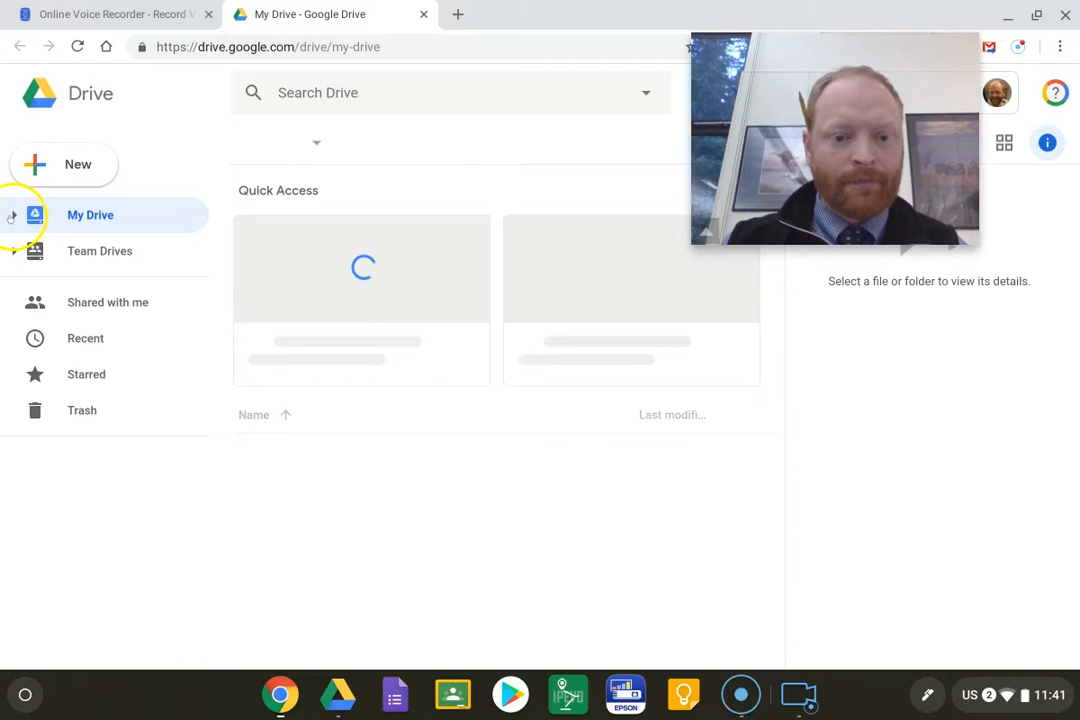 Online Voice Recorder - Record V
My Drive - Google Drive
https://drive.google.com/drive/my-drive
Drive
Search Drive
New
Quick Access
My Drive
Team Drives
Shared with me
Recent
Starred
Trash
Name
Last modifi...
Select a file or folder to view its details.
IPEVO
EPSON
US 2 11:41